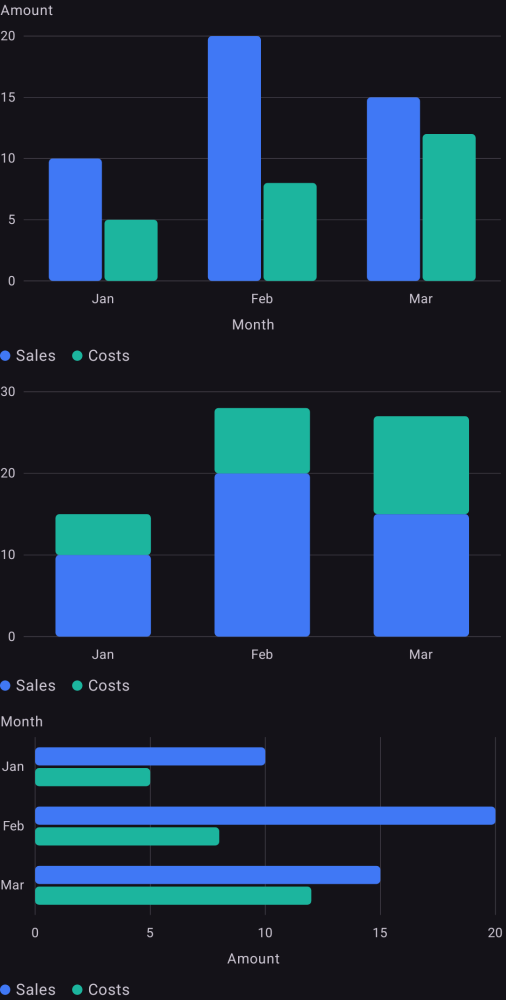 Amount
20
15
10
5
0
Jan Feb Mar
Month
Sales Costs
30
20
10
0
Jan Feb Mar
Sales Costs
Month
Jan
Feb
Mar
0 5 10 15 20
Amount
Sales Costs